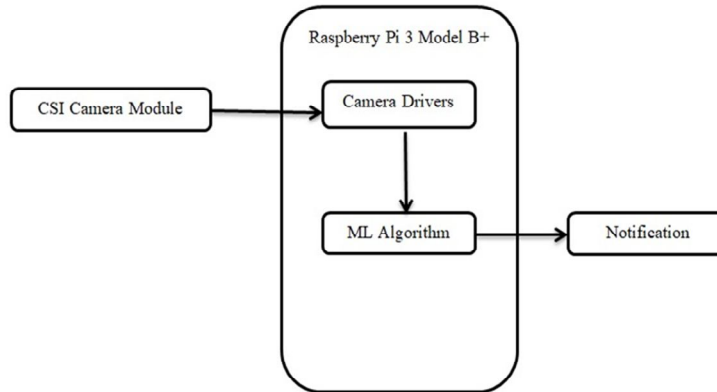 Raspberry Pi 3 Model B+
CSI Camera Module
Camera Drivers
ML Algorithm
Notification